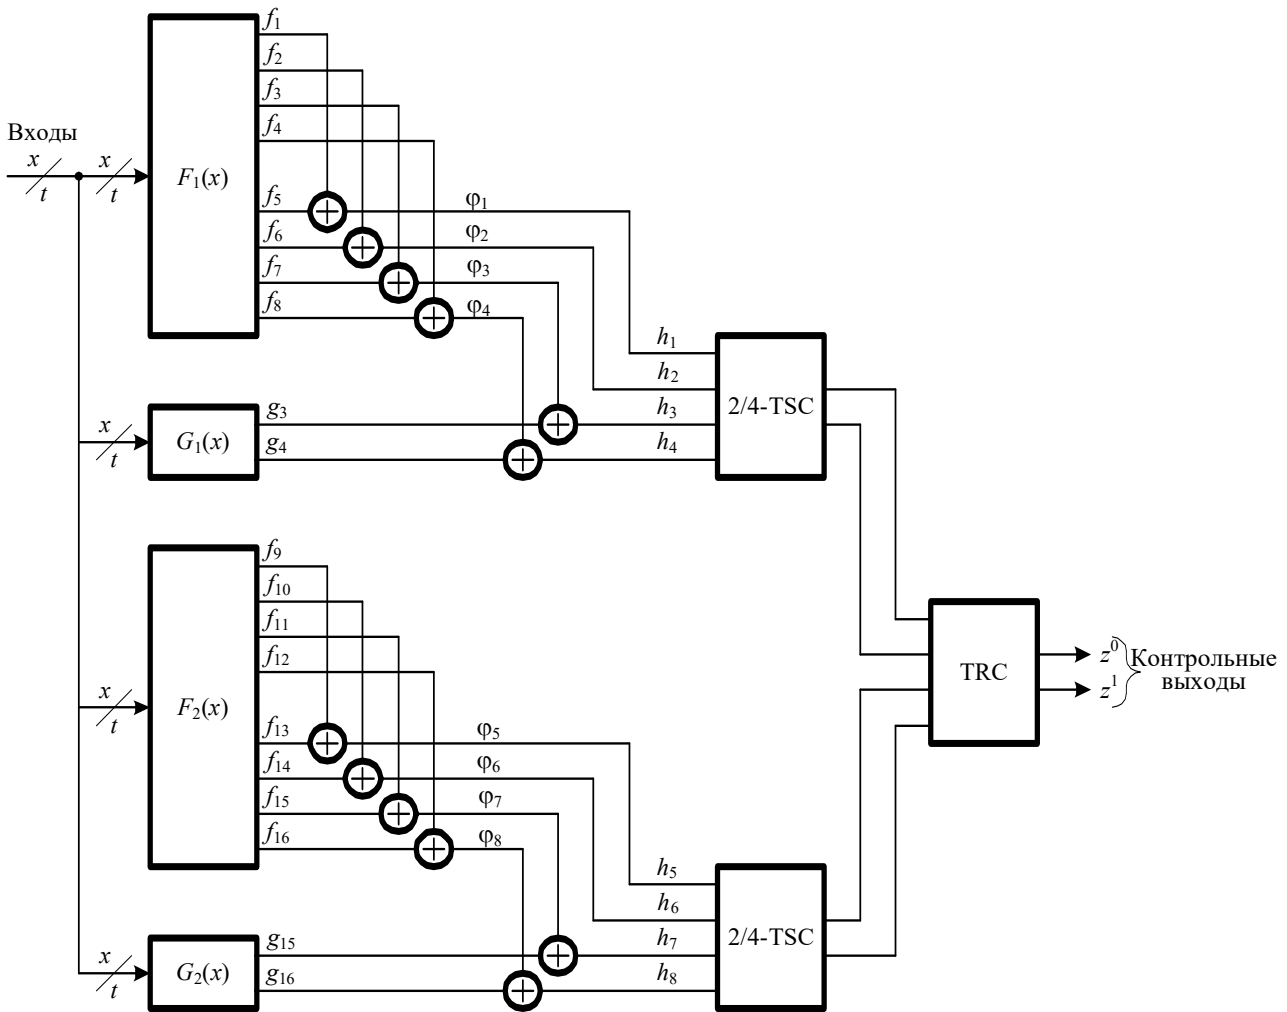 f₁
f₂
f₃
f₄
Входы
x
t
x
t
F₁(x)
f₅
φ₁
f₆
φ₂
f₇
φ₃
f₈
φ₄
h₁
h₂
2/4-TSC
g₃
h₃
x
t
G₁(x)
g₄
h₄
f₉
f₁₀
f₁₁
f₁₂
z⁰
Контрольные
выходы
TRC
z¹
x
t
F₂(x)
f₁₃
φ₅
f₁₄
φ₆
f₁₅
φ₇
f₁₆
φ₈
h₅
h₆
2/4-TSC
g₁₅
h₇
x
t
G₂(x)
g₁₆
h₈